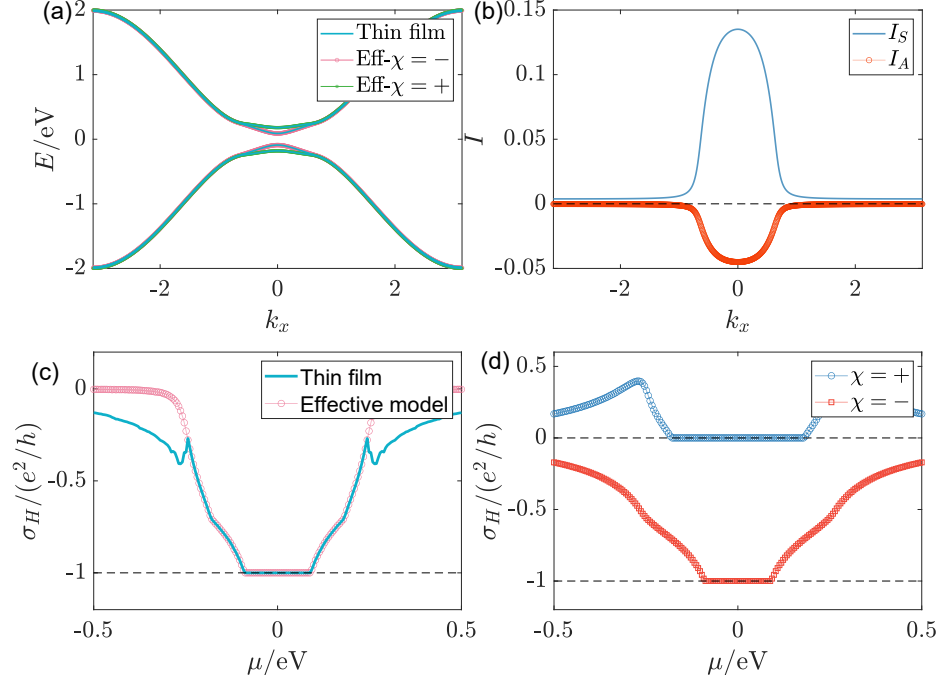 (a)
2
1
0
-1
-2
E/eV
Thin film
Eff-χ = −
Eff-χ = +
-2
0
2
k_x
(b)
0.15
0.1
0.05
0
-0.05
I
I_S
I_A
-2
0
2
k_x
(c)
0
-0.5
-1
σ_H/(e²/h)
Thin film
Effective model
-0.5
0
0.5
μ/eV
(d)
0.5
0
-0.5
-1
σ_H/(e²/h)
χ = +
χ = −
-0.5
0
0.5
μ/eV